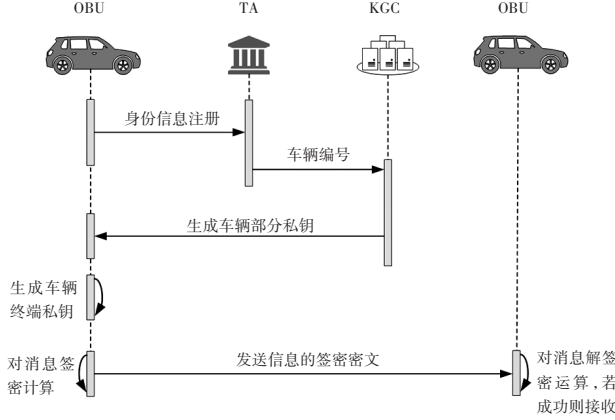 OBU
TA
KGC
OBU
身份信息注册
车辆编号
生成车辆部分私钥
生成车辆
终端私钥
对消息签
密计算
发送信息的签密密文
对消息解签
密运算，若
成功则接收